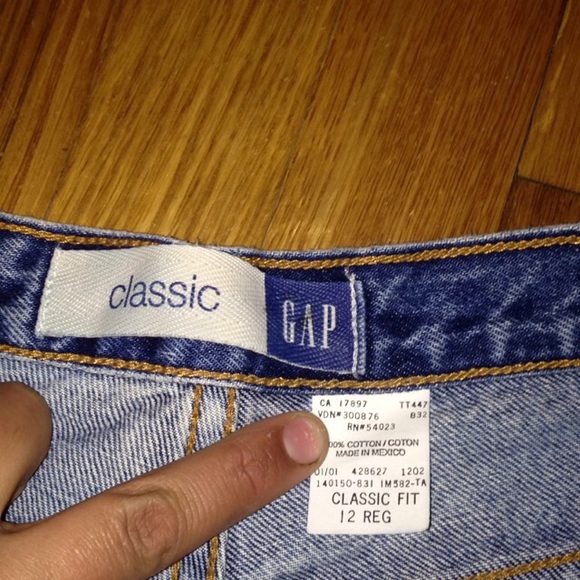 classic GAP
CA 17897 TT447
VDN#300876 832
RN#54023
00% COTTON/COTON
MADE IN MEXICO
01/01 428627 1202
140150-831 IM582-TA
CLASSIC FIT
12 REG